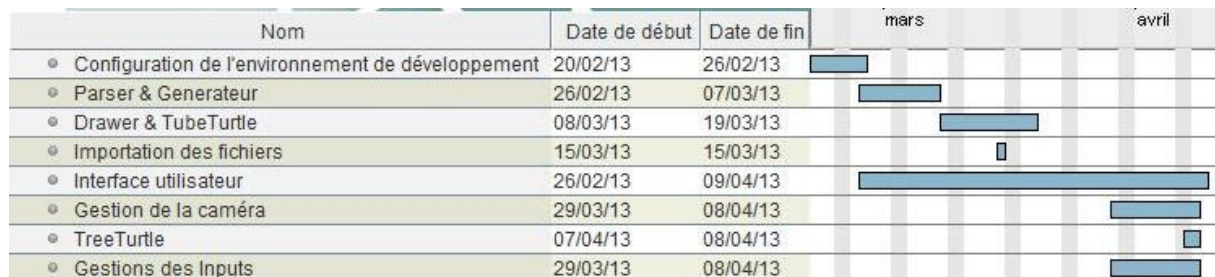 Nom Date de début Date de fin mars avril
Configuration de l'environnement de développement 20/02/13 26/02/13
Parser & Generateur 26/02/13 07/03/13
Drawer & TubeTurtle 08/03/13 19/03/13
Importation des fichiers 15/03/13 15/03/13
Interface utilisateur 26/02/13 09/04/13
Gestion de la caméra 29/03/13 08/04/13
TreeTurtle 07/04/13 08/04/13
Gestions des Inputs 29/03/13 08/04/13